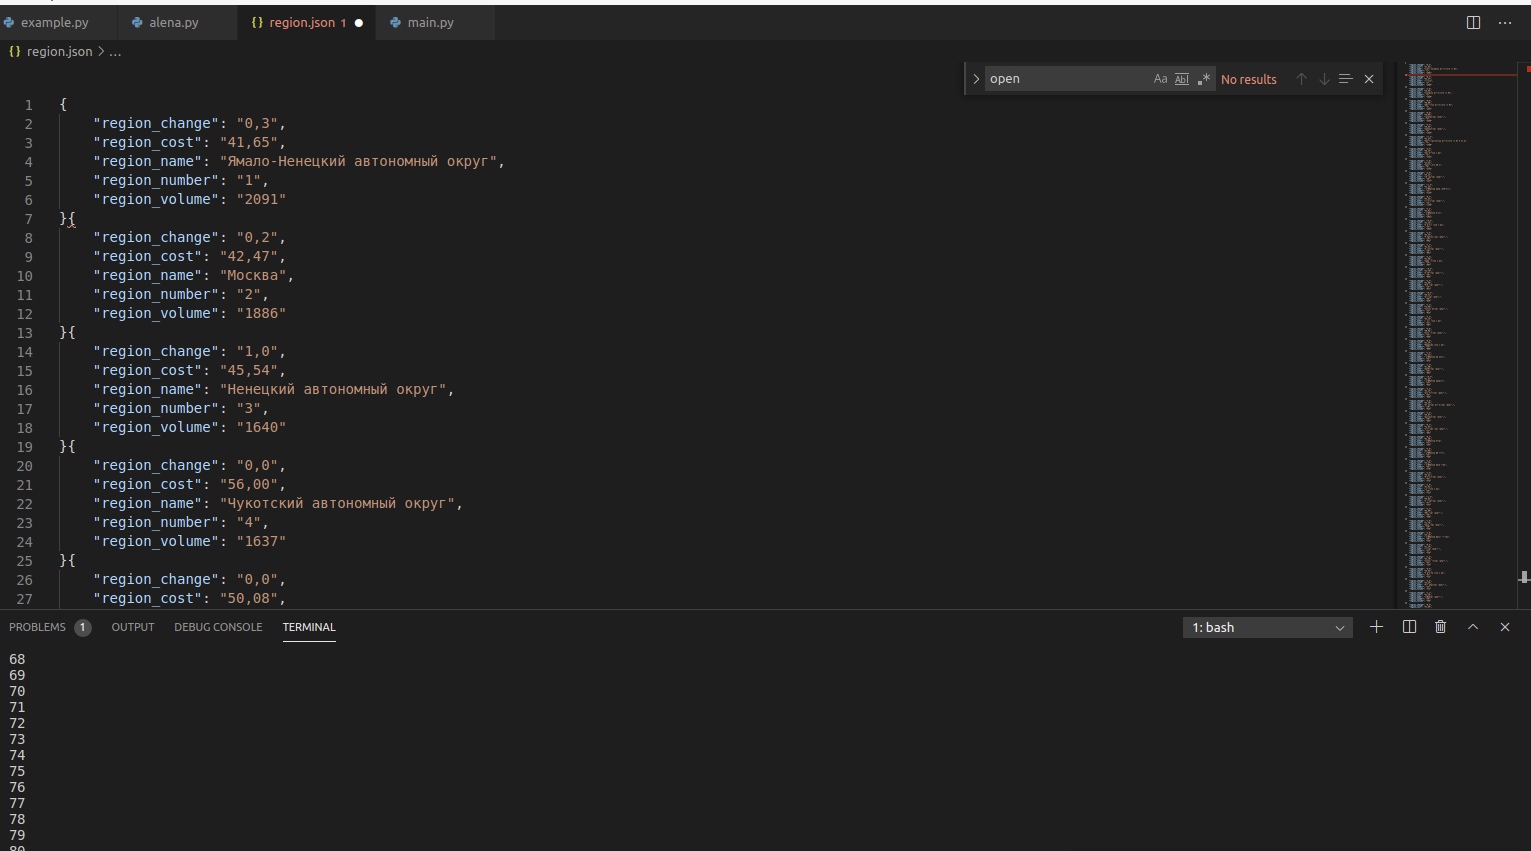 example.py alena.py {} region.json 1 main.py ...
{} region.json > ...
open Aa Abl .* No results
1 {
2 "region_change": "0,3",
3 "region_cost": "41,65",
4 "region_name": "Ямало-Ненецкий автономный округ",
5 "region_number": "1",
6 "region_volume": "2091"
7 }{
8 "region_change": "0,2",
9 "region_cost": "42,47",
10 "region_name": "Москва",
11 "region_number": "2",
12 "region_volume": "1886"
13 }{
14 "region_change": "1,0",
15 "region_cost": "45,54",
16 "region_name": "Ненецкий автономный округ",
17 "region_number": "3",
18 "region_volume": "1640"
19 }{
20 "region_change": "0,0",
21 "region_cost": "56,00",
22 "region_name": "Чукотский автономный округ",
23 "region_number": "4",
24 "region_volume": "1637"
25 }{
26 "region_change": "0,0",
27 "region_cost": "50,08",
PROBLEMS 1 OUTPUT DEBUG CONSOLE TERMINAL 1: bash
68
69
70
71
72
73
74
75
76
77
78
79
80